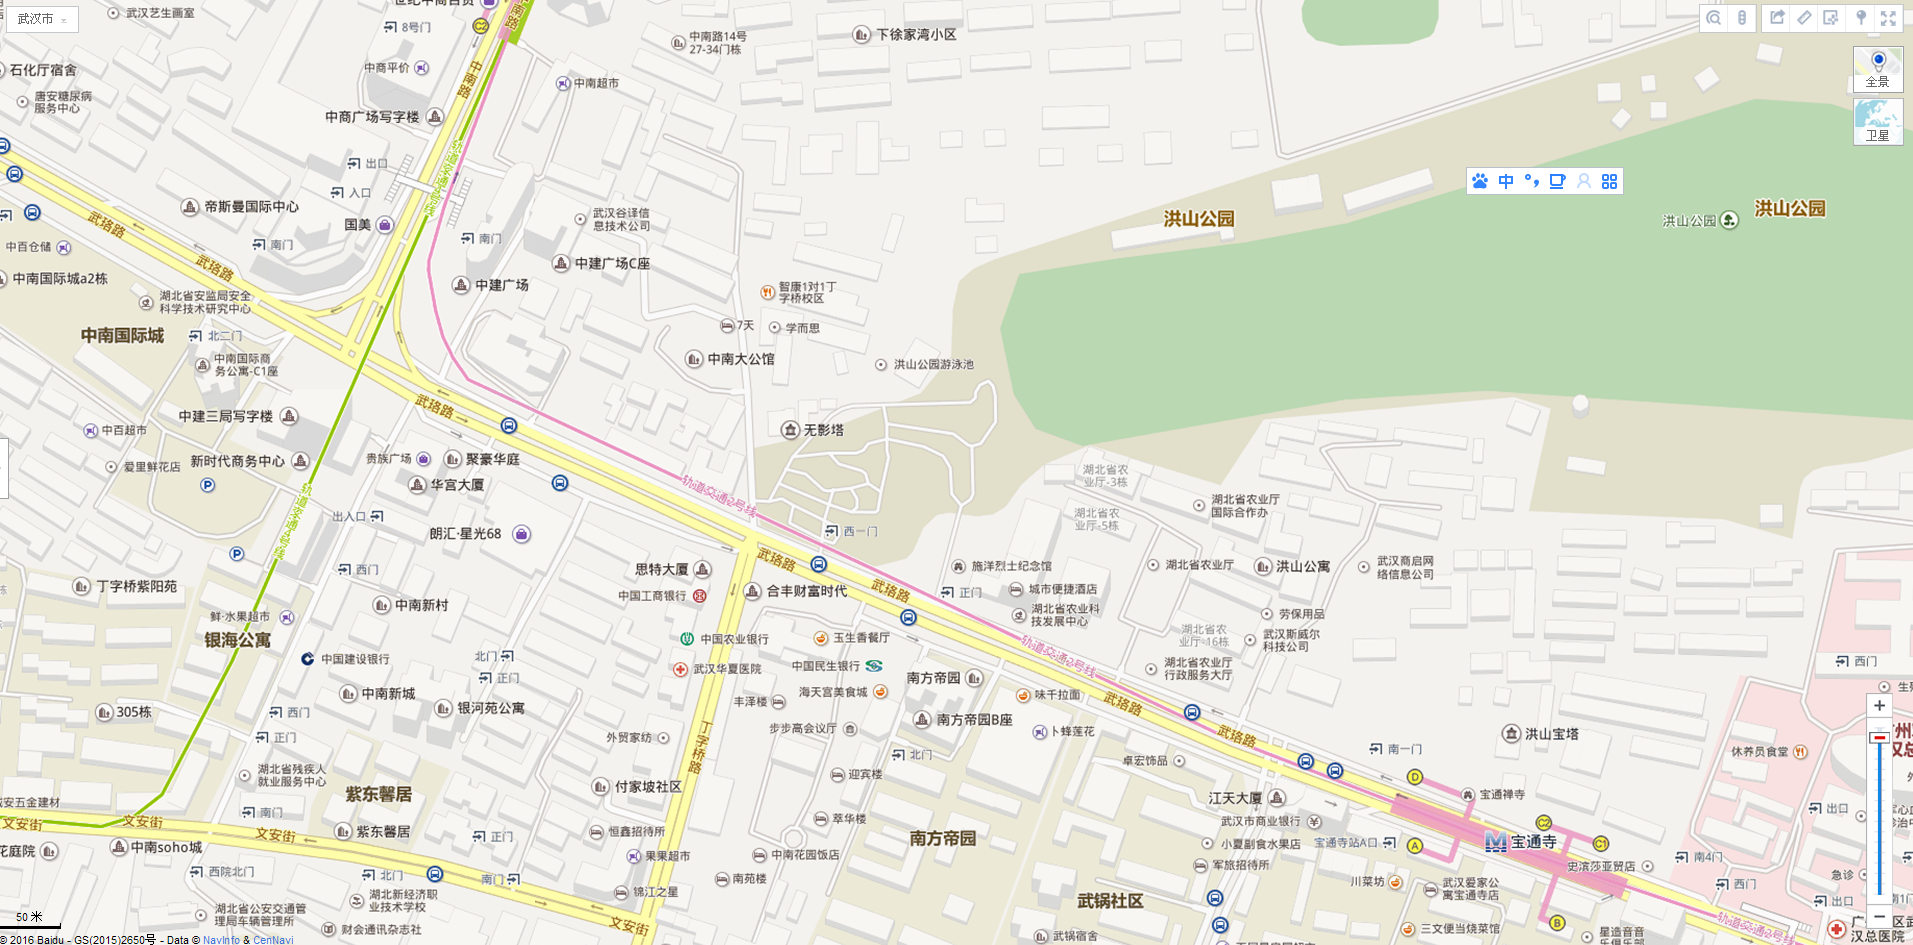 武汉市
武汉艺生画室
8号门
中南路
C2
中南路14号
27-34门栋
下徐家湾小区
石化厅宿舍
中商平价
中南超市
唐安糖尿病
服务中心
中南路
中商广场写字楼
全景
卫星
轨道交通4号线
出口
入口
中
帝斯曼国际中心
国美
武汉谷泽信
息技术公司
洪山公园
洪山公园
洪山公园
武珞路
南门
南门
中百仓储
武珞路
中建广场C座
中南国际城a2栋
中建广场
智康1对1丁
字桥校区
湖北省安监局安全
科学技术研究中心
7天
学而思
中南国际城
北二门
中南国际商
务公寓-C1座
中南大公馆
洪山公园游泳池
武珞路
中建三局写字楼
中百超市
无影塔
贵族广场
聚豪华庭
新时代商务中心
爱里鲜花店
华宫大厦
P
轨道交通2号线
湖北省农
业厅-3栋
轨道交通4号线
出入口
湖北省农业厅
国际合作办
湖北省农
业厅-5栋
朗汇·星光68
西一门
P
武珞路
西门
思特大厦
施洋烈士纪念馆
湖北省农业厅
洪山公寓
武汉商启网
络信息公司
丁字桥紫阳苑
中国工商银行
合丰财富时代
武珞路
正门
城市便捷酒店
中南新村
湖北省农业科
技发展中心
劳保用品
鲜·水果超市
银海公寓
中国农业银行
玉生香餐厅
轨道交通2号线
湖北省农
业厅-16栋
武汉斯威尔
科技公司
中国建设银行
北门
武汉华夏医院
中国民生银行
湖北省农业厅
行政服务大厅
西门
正门
南方帝园
中南新城
海天宫美食城
味千拉面
武珞路
丰泽楼
305栋
西门
银河苑公寓
南方帝园B座
步步高会议厅
卜蜂莲花
武珞路
洪山宝塔
正门
外贸家纺
丁字桥路
北门
南一门
休养员食堂
卓宏饰品
湖北省残疾人
就业服务中心
迎宾楼
D
付家坡社区
紫东馨居
江天大厦
宝通禅寺
南门
出口
萃华楼
武汉市商业银行
C2
文安街
文安街
文安街
紫东馨居
正门
恒鑫招待所
南方帝园
小夏副食水果店
宝通寺站A口
A
宝通寺
C1
中南soho城
果果超市
中南花园饭店
军旅招待所
史滨莎亚贸店
南4门
西院北门
北门
南门
锦江之星
南苑楼
川菜坊
武汉爱家公
寓宝通寺店
西门
急诊
湖北新经济职
业技术学校
文安街
武锅社区
出口
50 米
湖北省公安交通管
理局车辆管理所
财会通讯杂志社
武锅宿舍
三文便当烧菜馆
B
星造音音
轨道交通2号线
汉总医院
© 2016 Baidu - GS(2015)2650号 - Data © NavInfo & CenNavi